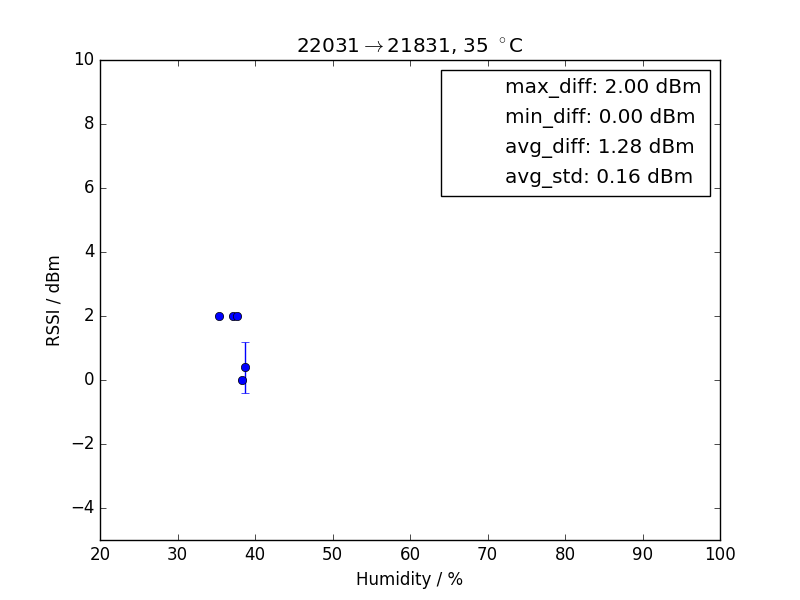 22031→21831, 35 °C
max_diff: 2.00 dBm
min_diff: 0.00 dBm
avg_diff: 1.28 dBm
avg_std: 0.16 dBm
RSSI / dBm
10
8
6
4
2
0
−2
−4
20 30 40 50 60 70 80 90 100
Humidity / %